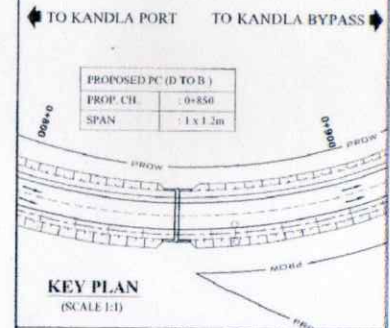 TO KANDLA PORT TO KANDLA BYPASS
PROPOSED PC (D TO B )
PROP. CH. : 0+850
SPAN : 1 x 1.2m
0+800
0+900
PROW
PROW
PROW
KEY PLAN
(SCALE 1:1)